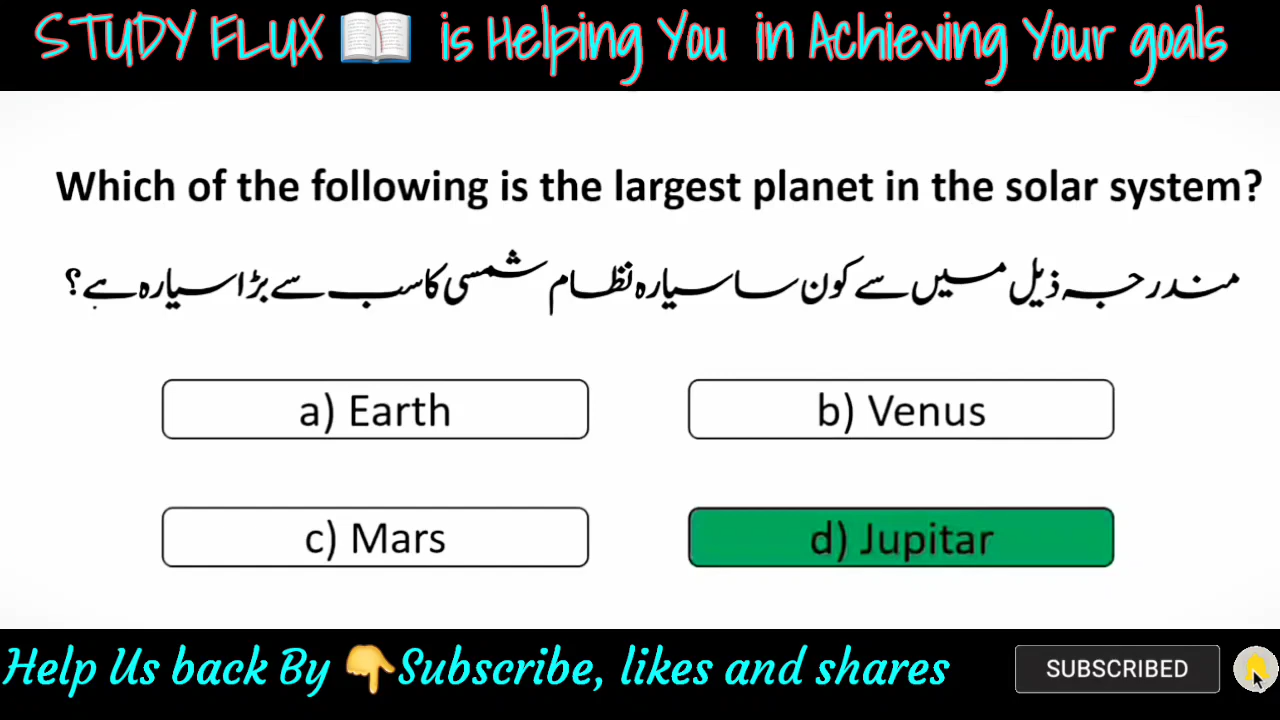 STUDY FLUX 📖 is Helping You in Achieving Your goals
Which of the following is the largest planet in the solar system?
مندرجہ ذیل میں سے کون سا سیارہ نظام شمسی کا سب سے بڑا سیارہ ہے؟
a) Earth
b) Venus
c) Mars
d) Jupitar
Help Us back By 👇Subscribe, likes and shares
SUBSCRIBED